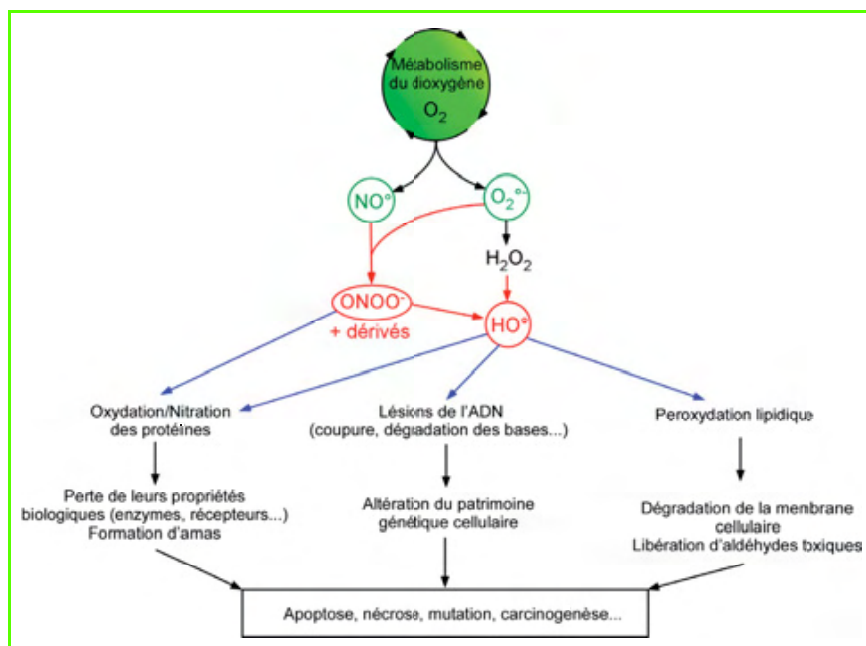 Métabolisme
du dioxygène
O₂
NO°
O₂°⁻
H₂O₂
ONOO⁻
+ dérivés
HO°
Oxydation/Nitration
des protéines
Lésions de l'ADN
(coupure, dégradation des bases...)
Peroxydation lipidique
Perte de leurs propriétés
biologiques (enzymes, récepteurs...)
Formation d'amas
Altération du patrimoine
génétique cellulaire
Dégradation de la membrane
cellulaire
Libération d'aldéhydes toxiques
Apoptose, nécrose, mutation, carcinogenèse...